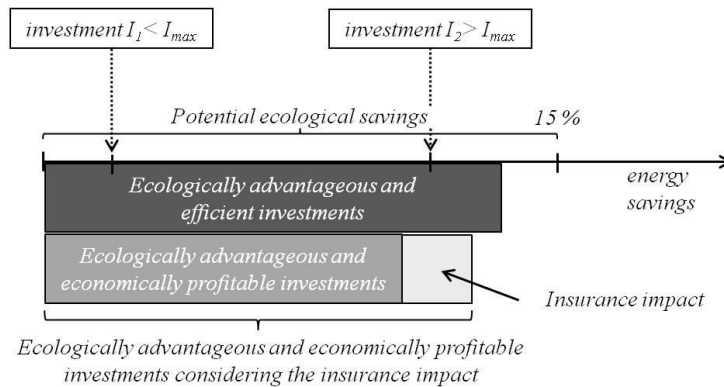 investment I₁< Iₘₐₓ
investment I₂> Iₘₐₓ
Potential ecological savings
15 %
Ecologically advantageous and
efficient investments
energy
savings
Ecologically advantageous and
economically profitable investments
Insurance impact
Ecologically advantageous and economically profitable
investments considering the insurance impact